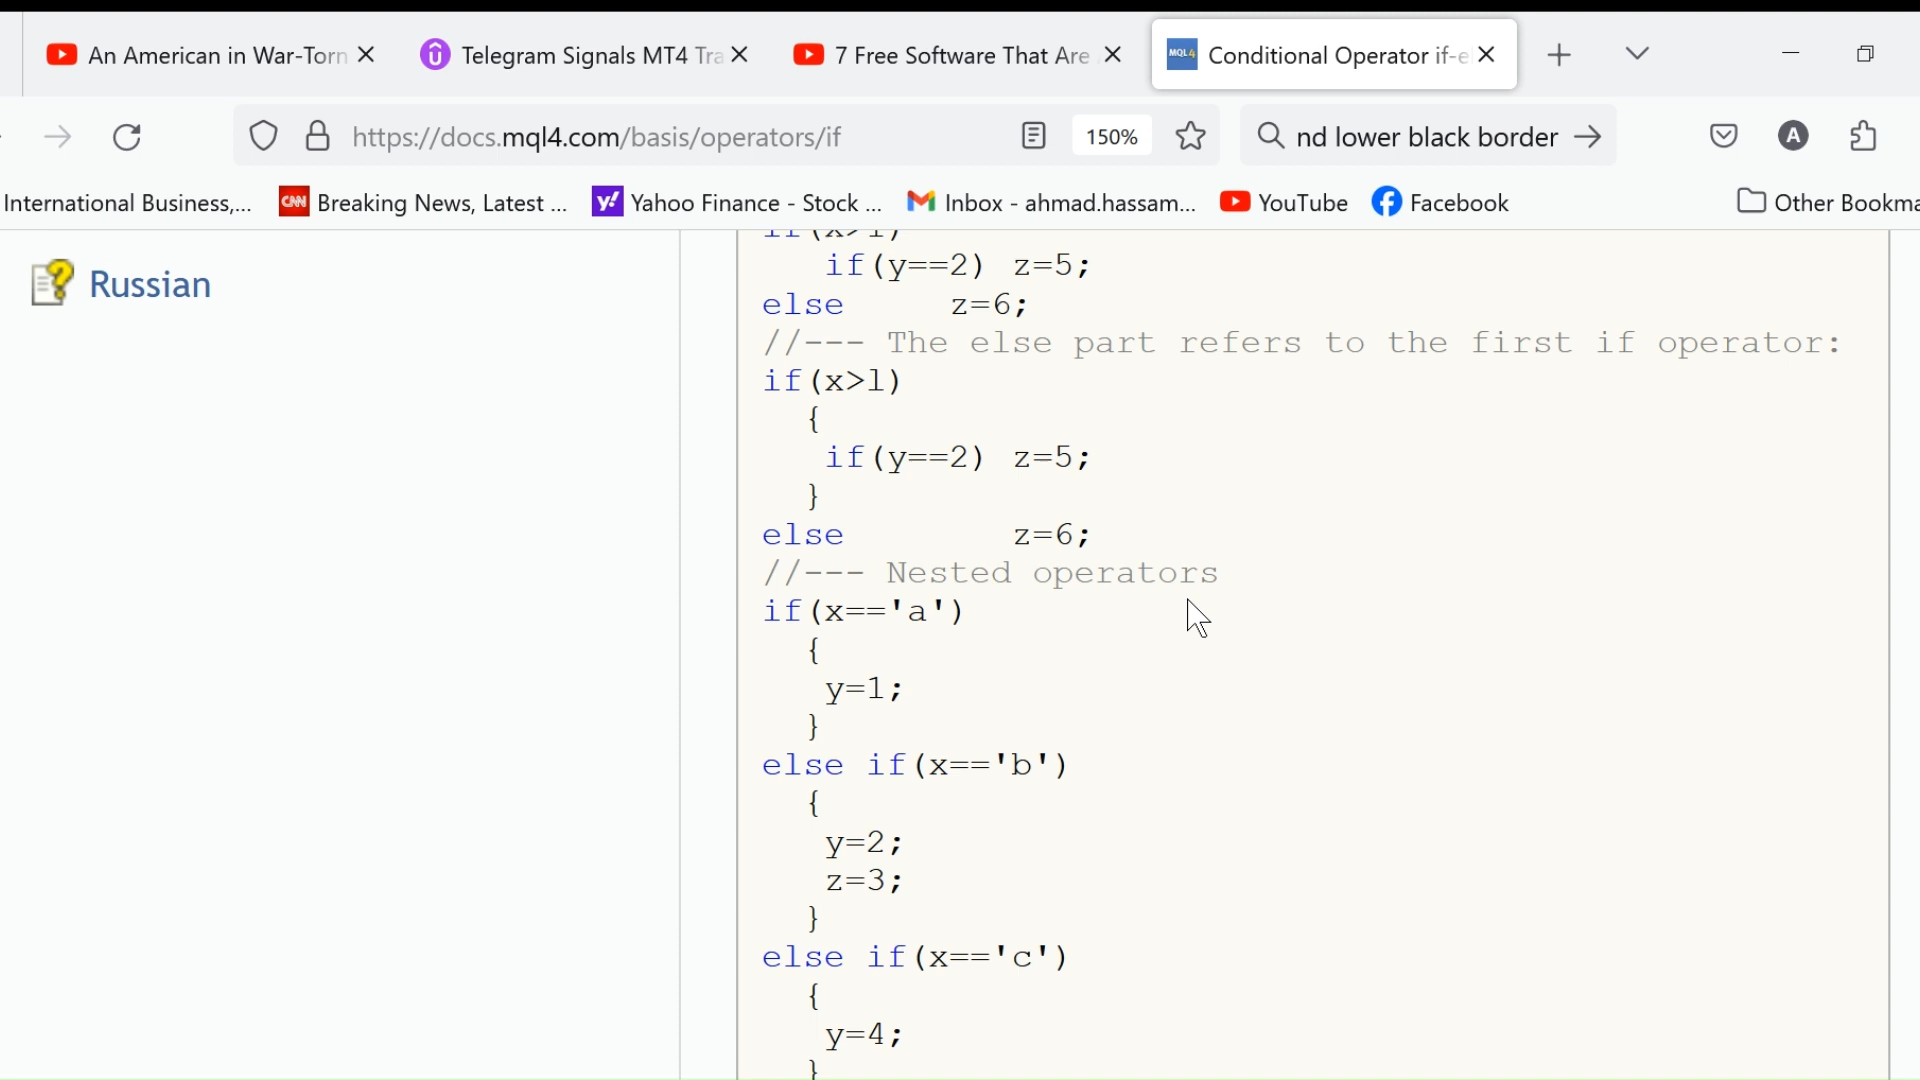 An American in War-Torn
Telegram Signals MT4 Tra
7 Free Software That Are
MQL4 Conditional Operator if-e
https://docs.mql4.com/basis/operators/if
150%
nd lower black border
A
International Business,...
CNN Breaking News, Latest ...
y! Yahoo Finance - Stock ...
Inbox - ahmad.hassam...
YouTube
Facebook
Other Bookma
Russian
if(x>1)
if(y==2) z=5;
else z=6;
//--- The else part refers to the first if operator:
if(x>l)
{
if(y==2) z=5;
}
else z=6;
//--- Nested operators
if(x=='a')
{
y=1;
}
else if(x=='b')
{
y=2;
z=3;
}
else if(x=='c')
{
y=4;
}